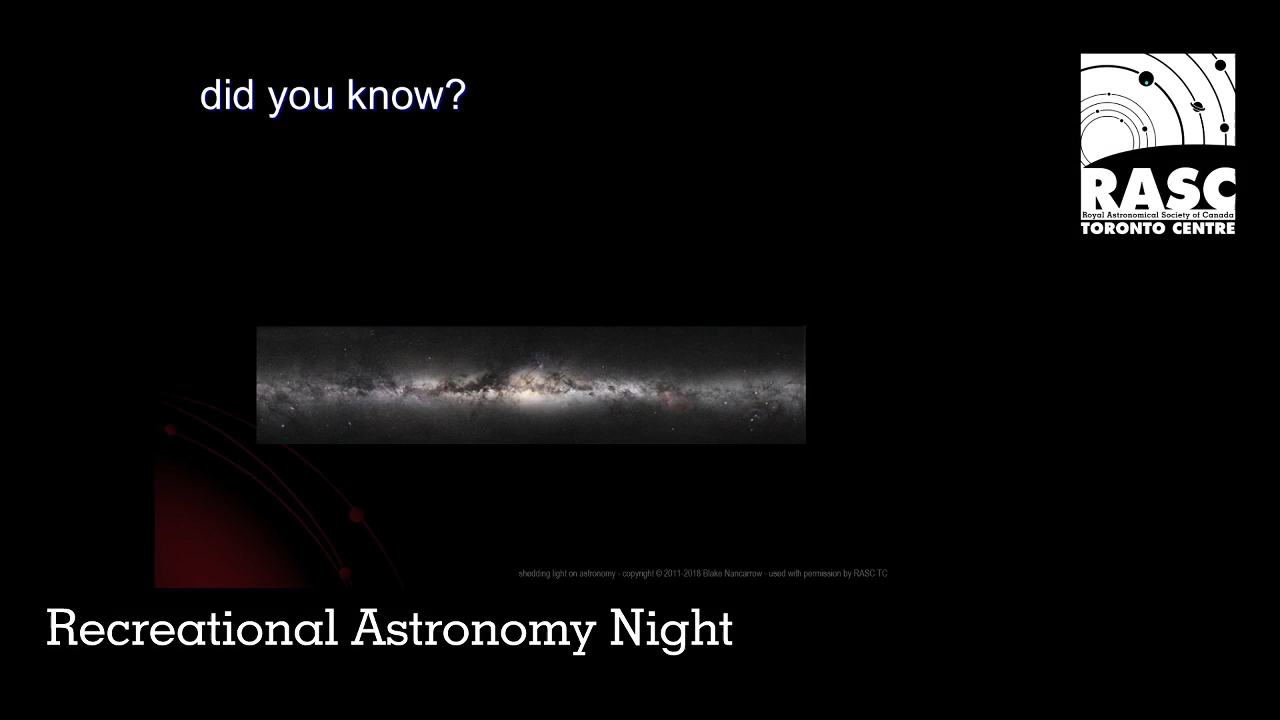 did you know?
RASC
Royal Astronomical Society of Canada
TORONTO CENTRE
shedding light on astronomy - copyright © 2011-2018 Blake Nancarrow - used with permission by RASC TC
Recreational Astronomy Night